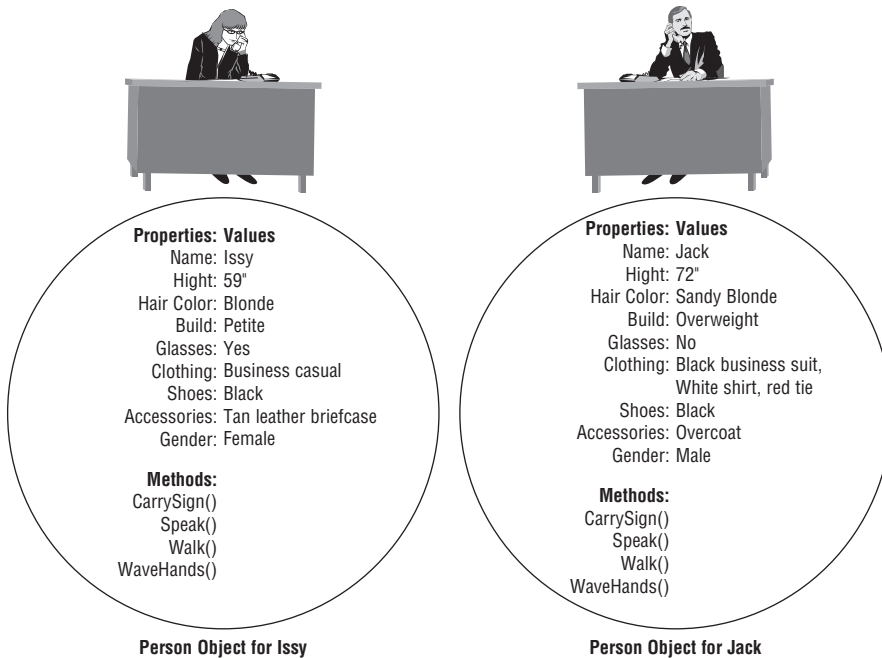 Properties: Values
Name: Issy
Hight: 59"
Hair Color: Blonde
Build: Petite
Glasses: Yes
Clothing: Business casual
Shoes: Black
Accessories: Tan leather briefcase
Gender: Female
Methods:
CarrySign()
Speak()
Walk()
WaveHands()
Person Object for Issy
Properties: Values
Name: Jack
Hight: 72"
Hair Color: Sandy Blonde
Build: Overweight
Glasses: No
Clothing: Black business suit,
White shirt, red tie
Shoes: Black
Accessories: Overcoat
Gender: Male
Methods:
CarrySign()
Speak()
Walk()
WaveHands()
Person Object for Jack